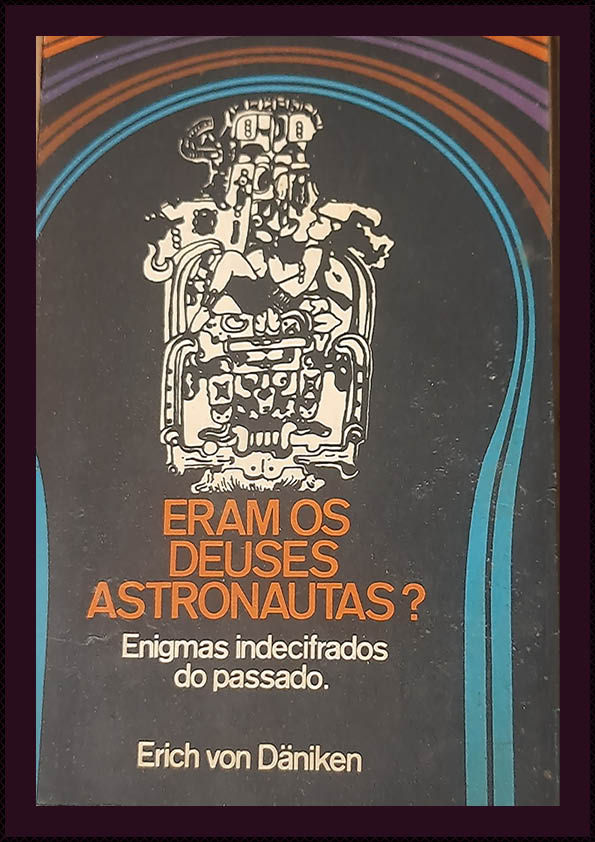 ERAM OS
DEUSES
ASTRONAUTAS?
Enigmas indecifrados
do passado.
Erich von Däniken